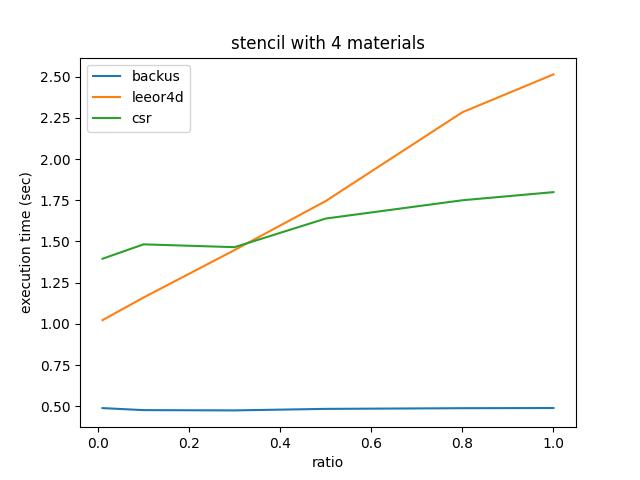 stencil with 4 materials
backus
leeor4d
csr
execution time (sec)
2.50
2.25
2.00
1.75
1.50
1.25
1.00
0.75
0.50
0.0 0.2 0.4 0.6 0.8 1.0
ratio